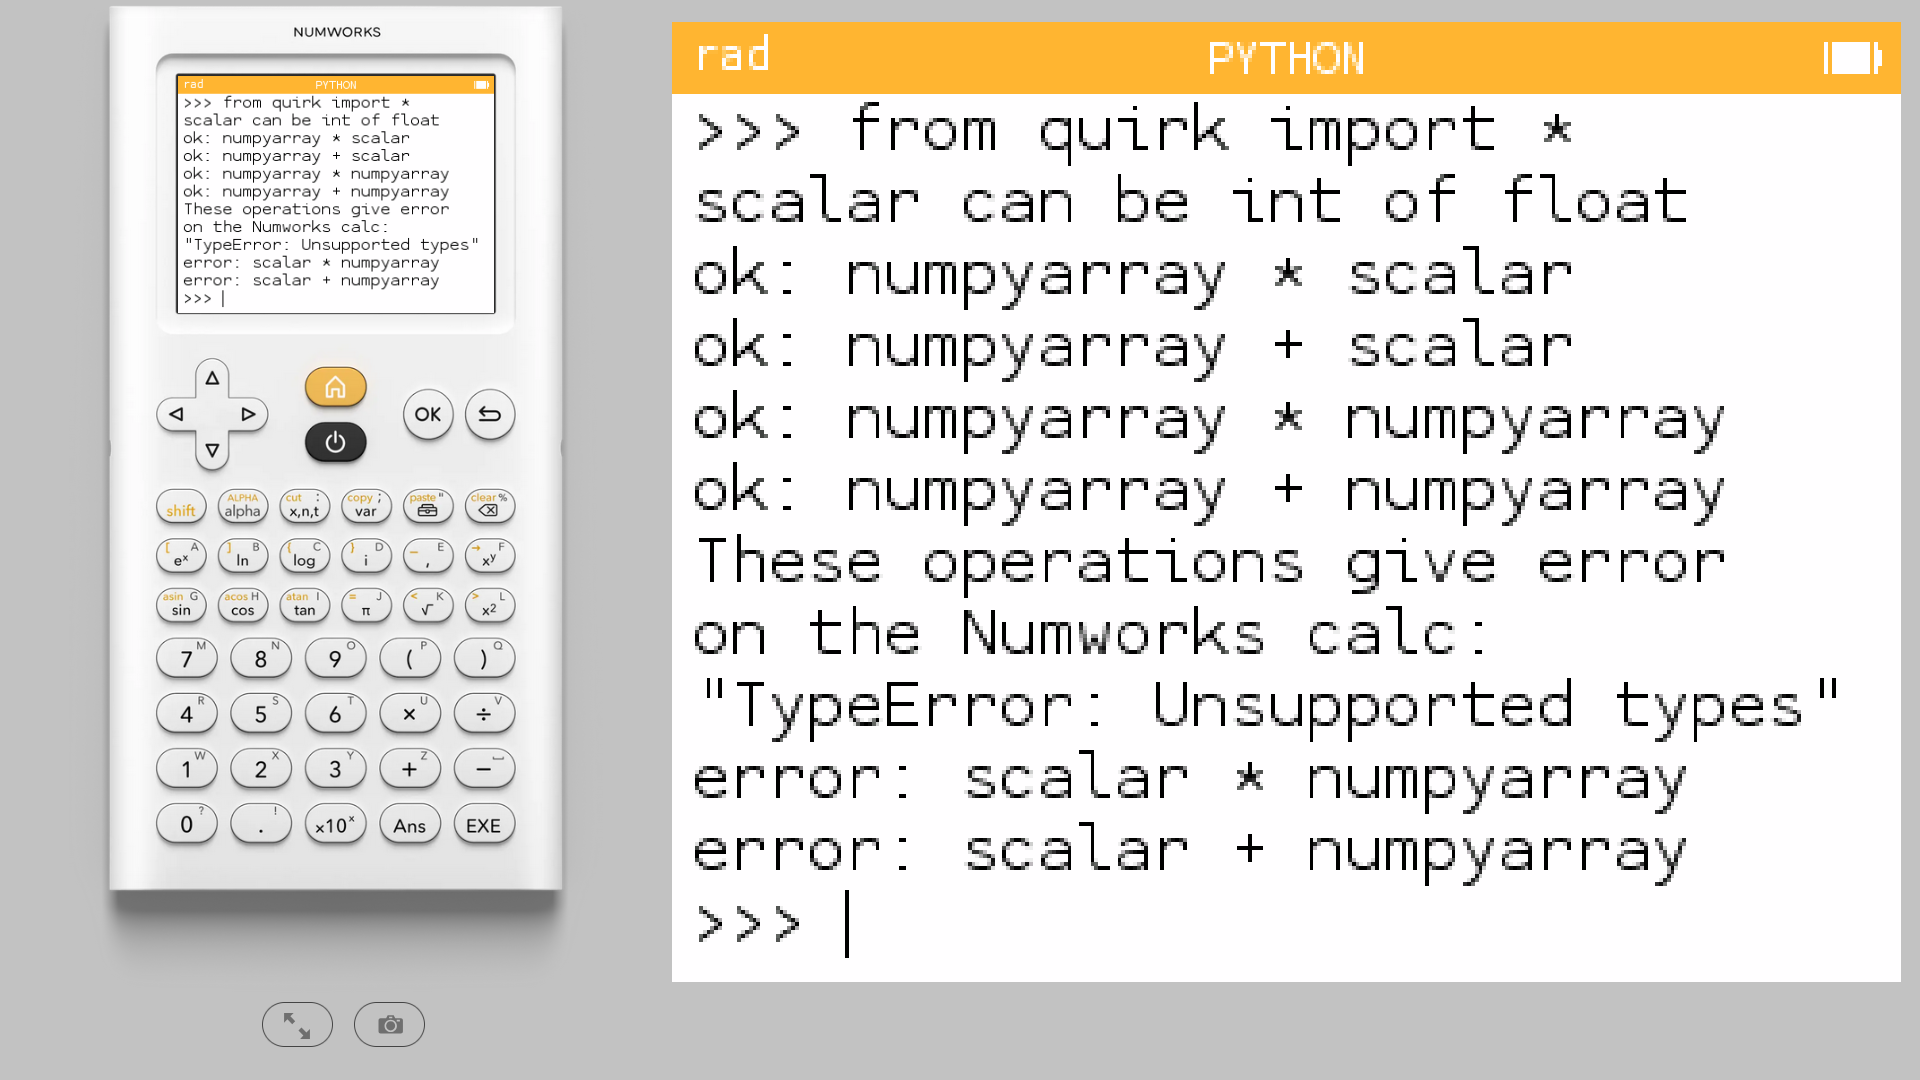 NUMWORKS
rad PYTHON
>>> from quirk import *
scalar can be int of float
ok: numpyarray * scalar
ok: numpyarray + scalar
ok: numpyarray * numpyarray
ok: numpyarray + numpyarray
These operations give error
on the Numworks calc:
"TypeError: Unsupported types"
error: scalar * numpyarray
error: scalar + numpyarray
>>>
OK
shift ALPHA alpha cut : x,n,t copy ; var paste " clear %
[ A eˣ ] B ln { C log } D i _ E , → F xʸ
asin G sin acos H cos atan I tan = J π < K √ > L x²
7 M 8 N 9 O ( P ) Q
4 R 5 S 6 T × U ÷ V
1 W 2 X 3 Y + Z −
0 ? . ! ×10ˣ Ans EXE
rad PYTHON
>>> from quirk import *
scalar can be int of float
ok: numpyarray * scalar
ok: numpyarray + scalar
ok: numpyarray * numpyarray
ok: numpyarray + numpyarray
These operations give error
on the Numworks calc:
"TypeError: Unsupported types"
error: scalar * numpyarray
error: scalar + numpyarray
>>>